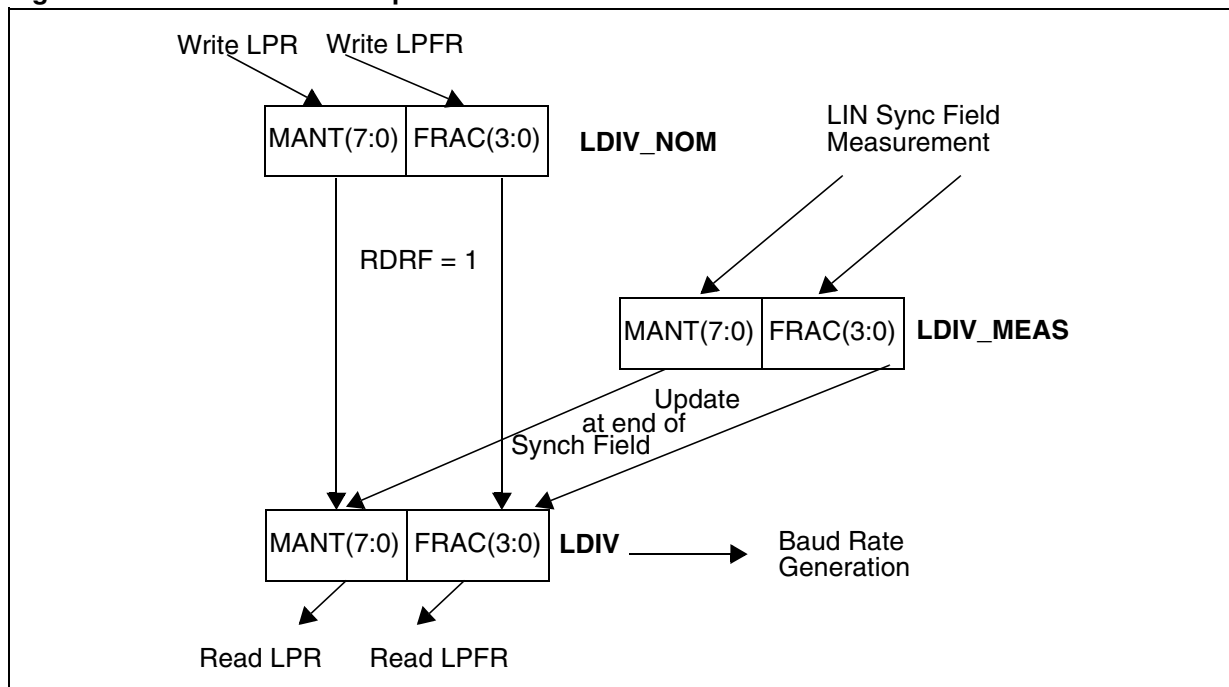 Write LPR Write LPFR
MANT(7:0) FRAC(3:0) LDIV_NOM
LIN Sync Field
Measurement
RDRF = 1
MANT(7:0) FRAC(3:0) LDIV_MEAS
Update
at end of
Synch Field
MANT(7:0) FRAC(3:0) LDIV
Baud Rate
Generation
Read LPR Read LPFR